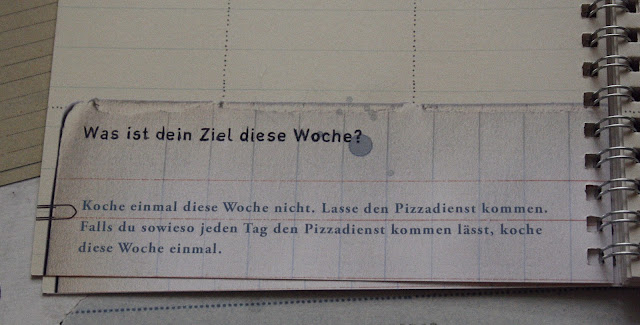 Was ist dein Ziel diese Woche?
Koche einmal diese Woche nicht. Lasse den Pizzadienst kommen.
Falls du sowieso jeden Tag den Pizzadienst kommen lässt, koche
diese Woche einmal.